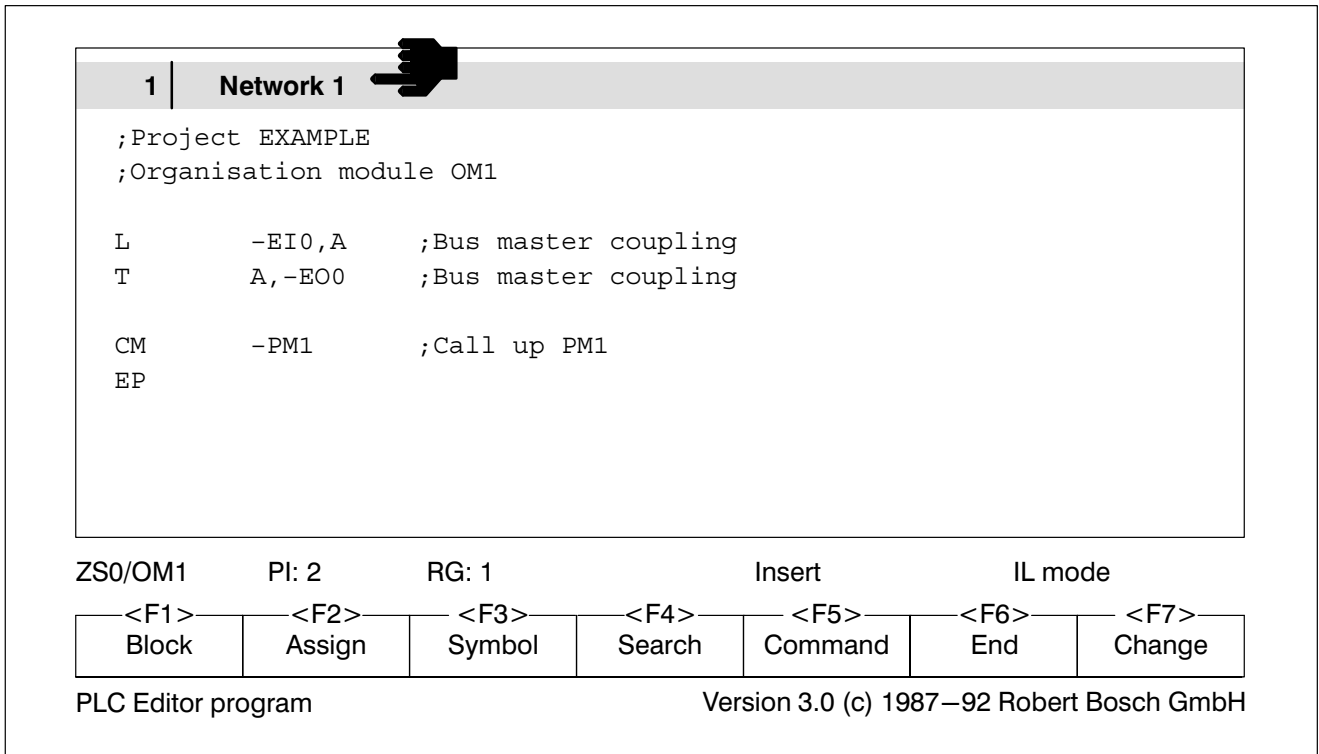 1 Network 1
;Project EXAMPLE
;Organisation module OM1
L -EI0,A ;Bus master coupling
T A,-EO0 ;Bus master coupling
CM -PM1 ;Call up PM1
EP
ZS0/OM1 PI: 2 RG: 1 Insert IL mode
<F1> <F2> <F3> <F4> <F5> <F6> <F7>
Block Assign Symbol Search Command End Change
PLC Editor program Version 3.0 (c) 1987–92 Robert Bosch GmbH